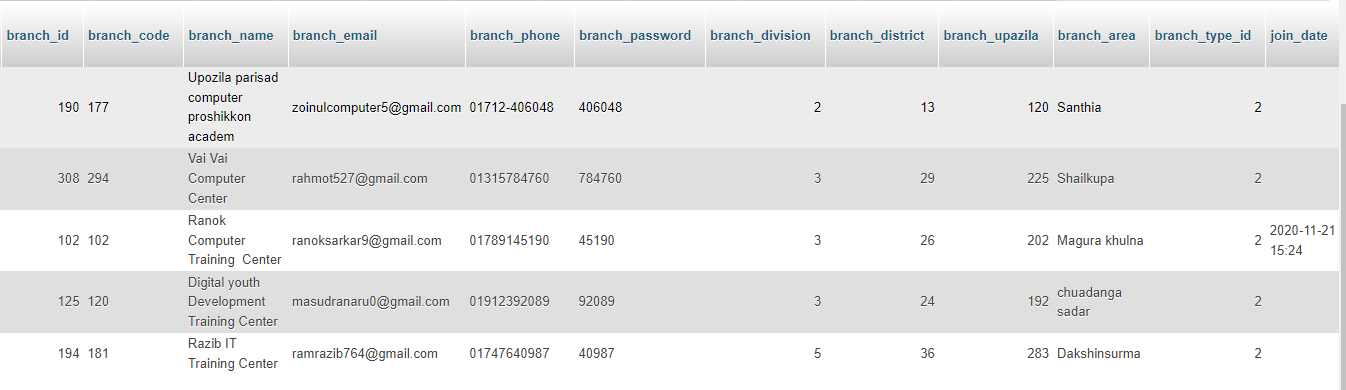 branch_id branch_code branch_name branch_email branch_phone branch_password branch_division branch_district branch_upazila branch_area branch_type_id join_date
190 177 Upozila parisad
computer
proshikkon
academ
zoinulcomputer5@gmail.com 01712-406048 406048 2 13 120 Santhia 2
308 294 Vai Vai
Computer
Center
rahmot527@gmail.com 01315784760 784760 3 29 225 Shailkupa 2
102 102 Ranok
Computer
Training Center
ranoksarkar9@gmail.com 01789145190 45190 3 26 202 Magura khulna 2 2020-11-21
15:24
125 120 Digital youth
Development
Training Center
masudranaru0@gmail.com 01912392089 92089 3 24 192 chuadanga
sadar
2
194 181 Razib IT
Training Center
ramrazib764@gmail.com 01747640987 40987 5 36 283 Dakshinsurma 2